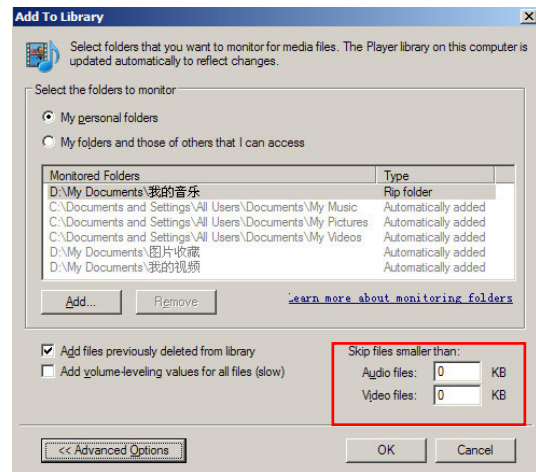 Add To Library
Select folders that you want to monitor for media files. The Player library on this computer is
updated automatically to reflect changes.
Select the folders to monitor
My personal folders
My folders and those of others that I can access
Monitored Folders Type
D:\My Documents\我的音乐 Rip folder
C:\Documents and Settings\All Users\Documents\My Music Automatically added
C:\Documents and Settings\All Users\Documents\My Pictures Automatically added
C:\Documents and Settings\All Users\Documents\My Videos Automatically added
D:\My Documents\图片收藏 Automatically added
D:\My Documents\我的视频 Automatically added
Add... Remove Learn more about monitoring folders
Add files previously deleted from library
Add volume-leveling values for all files (slow)
Skip files smaller than:
Audio files: 0 KB
Video files: 0 KB
<< Advanced Options OK Cancel